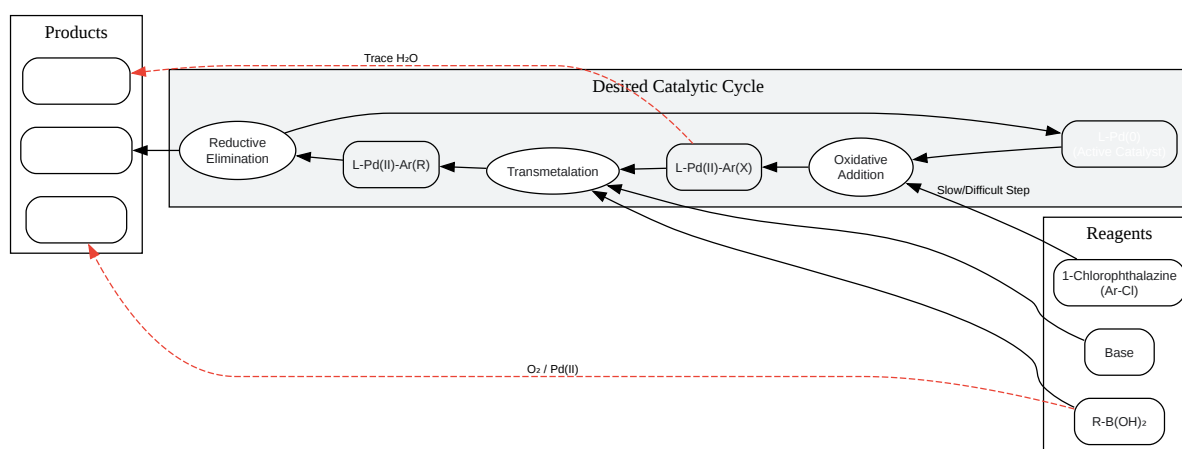 Products
Trace H₂O
Desired Catalytic Cycle
Reductive
Elimination
L-Pd(II)-Ar(R)
Transmetalation
L-Pd(II)-Ar(X)
Oxidative
Addition
L-Pd(0)
(Active Catalyst)
Slow/Difficult Step
Reagents
1-Chlorophthalazine
(Ar-Cl)
Base
O₂ / Pd(II)
R-B(OH)₂